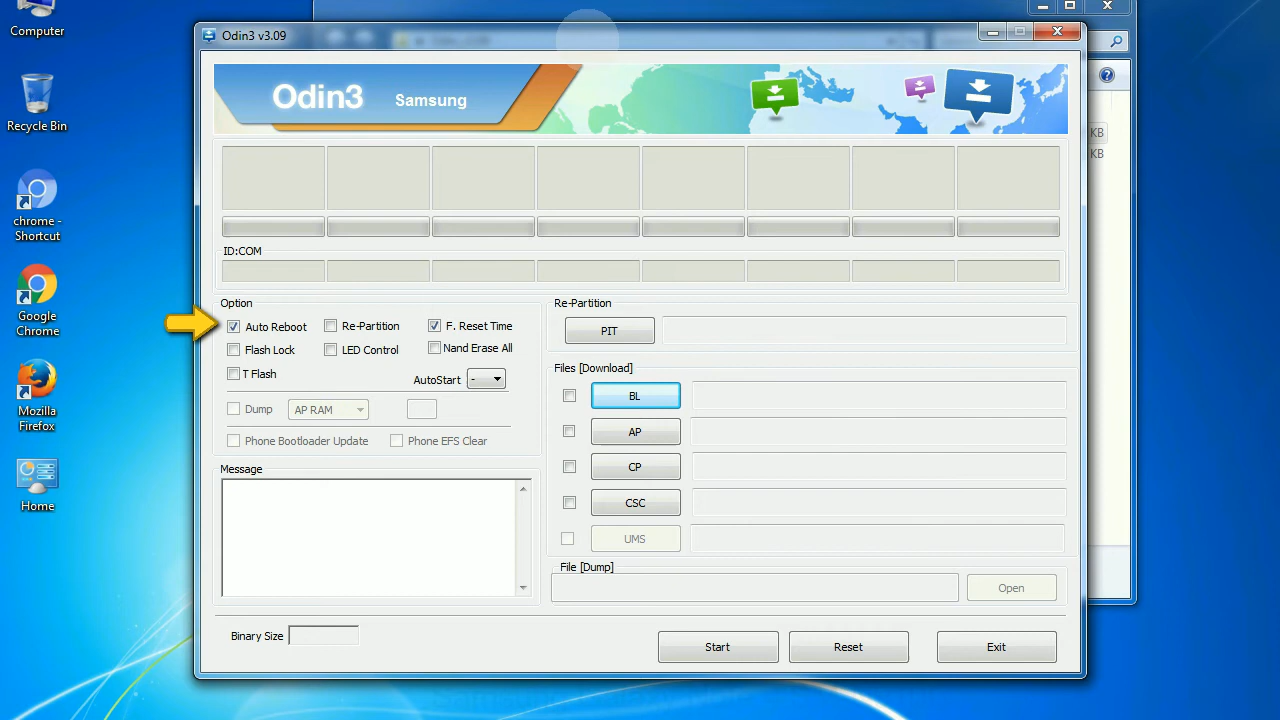 Computer
Recycle Bin
chrome -
Shortcut
Google
Chrome
Mozilla
Firefox
Home
Odin3 v3.09
Odin3
Samsung
KB
KB
ID:COM
Option
Auto Reboot
Re-Partition
F. Reset Time
Flash Lock
LED Control
Nand Erase All
T Flash
AutoStart
-
Dump
AP RAM
Phone Bootloader Update
Phone EFS Clear
Message
Re-Partition
PIT
Files [Download]
BL
AP
CP
CSC
UMS
File [Dump]
Open
Binary Size
Start
Reset
Exit